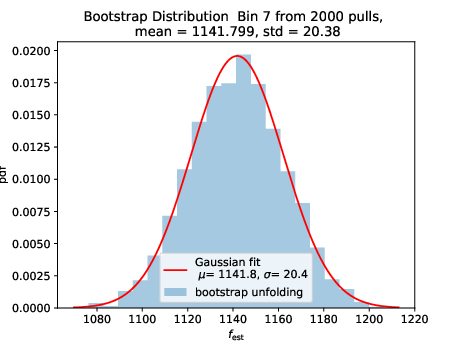 Bootstrap Distribution  Bin 7 from 2000 pulls,
mean = 1141.799, std = 20.38
0.0200
0.0175
0.0150
0.0125
0.0100
0.0075
0.0050
0.0025
0.0000
pdf
Gaussian fit
μ= 1141.8, σ= 20.4
bootstrap unfolding
1080 1100 1120 1140 1160 1180 1200 1220
f_est